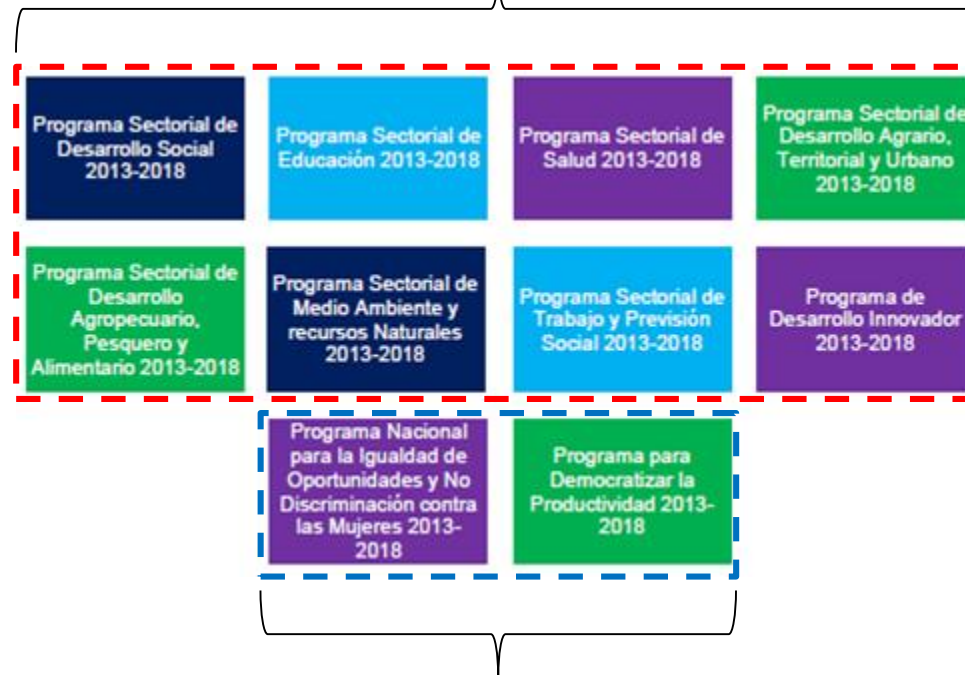 Programa Sectorial de
Desarrollo Social
2013-2018
Programa Sectorial de
Educación 2013-2018
Programa Sectorial de
Salud 2013-2018
Programa Sectorial de
Desarrollo Agrario,
Territorial y Urbano
2013-2018
Programa Sectorial de
Desarrollo
Agropecuario,
Pesquero y
Alimentario 2013-2018
Programa Sectorial de
Medio Ambiente y
recursos Naturales
2013-2018
Programa Sectorial de
Trabajo y Previsión
Social 2013-2018
Programa de
Desarrollo Innovador
2013-2018
Programa Nacional
para la Igualdad de
Oportunidades y No
Discriminación contra
las Mujeres 2013-
2018
Programa para
Democratizar la
Productividad 2013-
2018